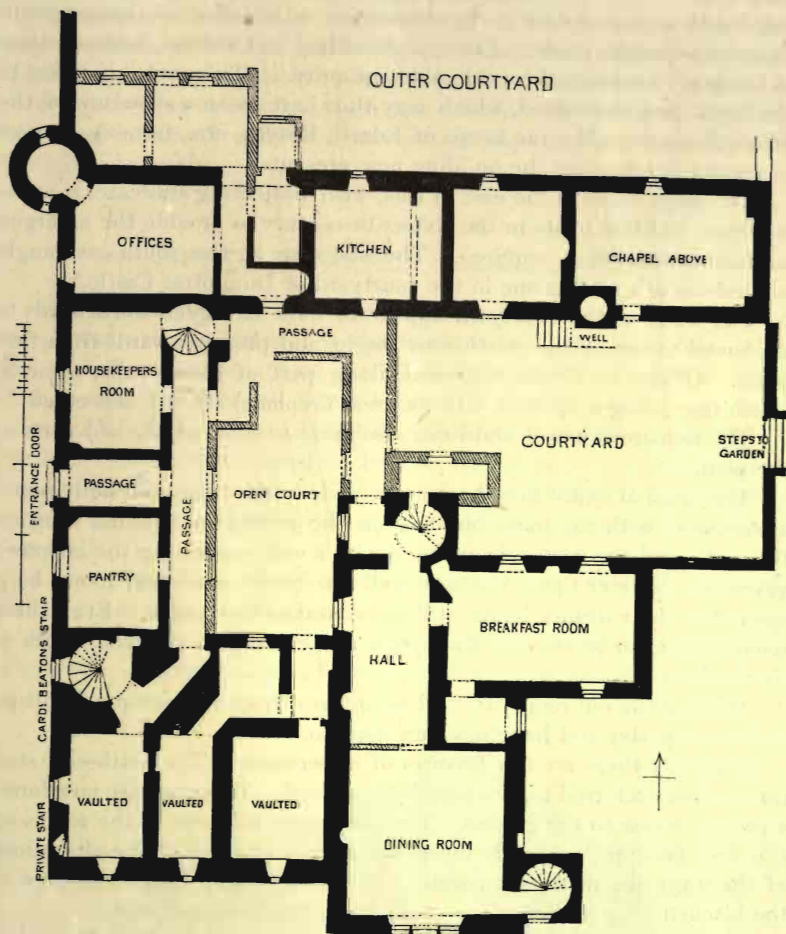 OUTER COURTYARD
OFFICES
KITCHEN
CHAPEL ABOVE
PASSAGE
WELL
HOUSEKEEPERS
ROOM
COURTYARD
STEPS TO
GARDEN
ENTRANCE DOOR
PASSAGE
PASSAGE
OPEN COURT
PANTRY
BREAKFAST ROOM
HALL
CARDL BEATONS STAIR
VAULTED
VAULTED
VAULTED
DINING ROOM
PRIVATE STAIR